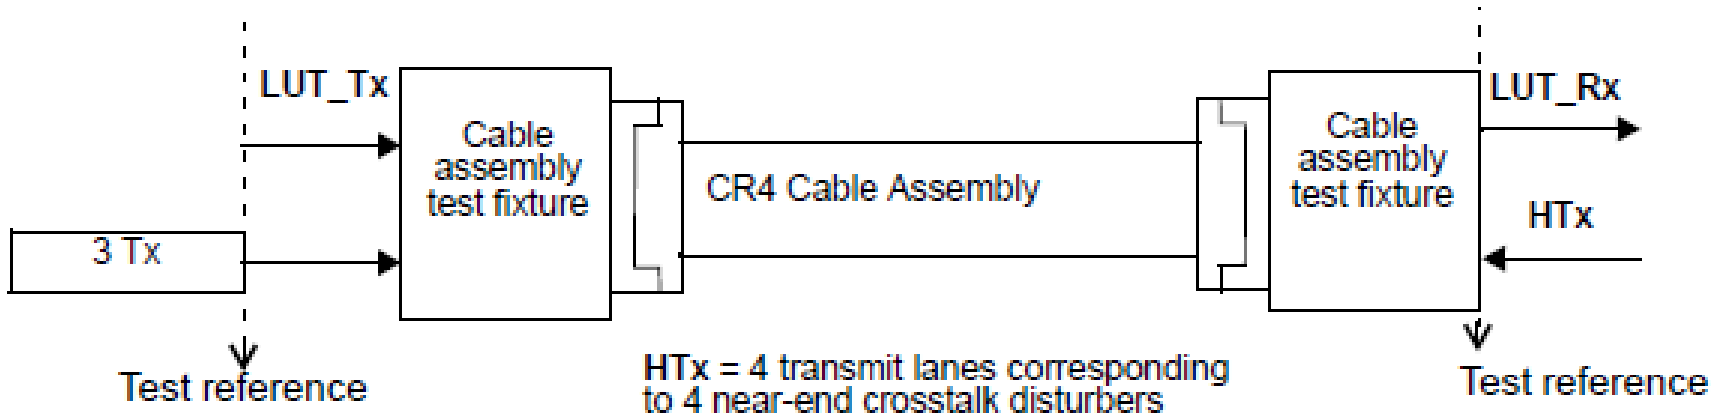 LUT_Tx
Cable
assembly
test fixture
3 Tx
Test reference
CR4 Cable Assembly
HTx = 4 transmit lanes corresponding
to 4 near-end crosstalk disturbers
Cable
assembly
test fixture
LUT_Rx
HTx
Test reference